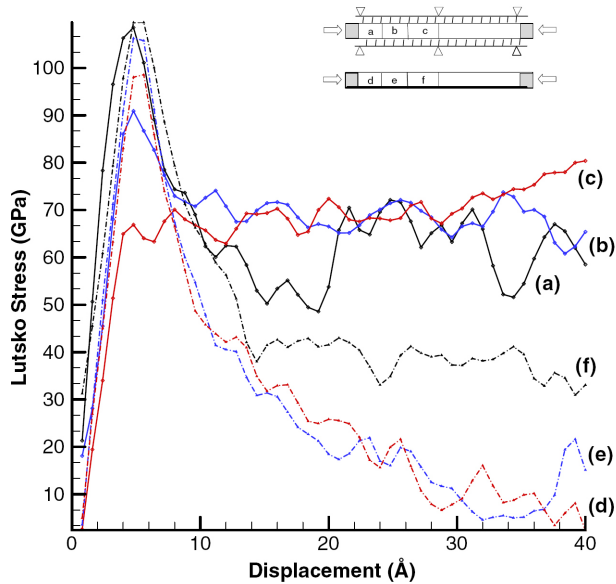 a b c
d e f
100
90
80
70
60
50
40
30
20
10
Lutsko Stress (GPa)
(c)
(b)
(a)
(f)
(e)
(d)
0 10 20 30 40
Displacement (Å)